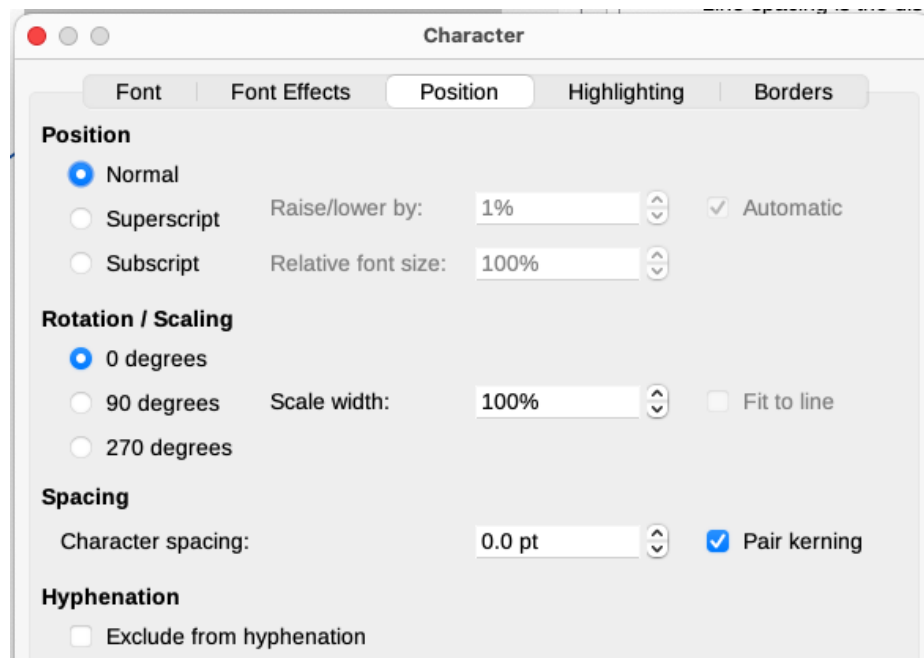 Character
Font Font Effects Position Highlighting Borders
Position
Normal
Superscript Raise/lower by: 1% Automatic
Subscript Relative font size: 100%
Rotation / Scaling
0 degrees
90 degrees Scale width: 100% Fit to line
270 degrees
Spacing
Character spacing: 0.0 pt Pair kerning
Hyphenation
Exclude from hyphenation